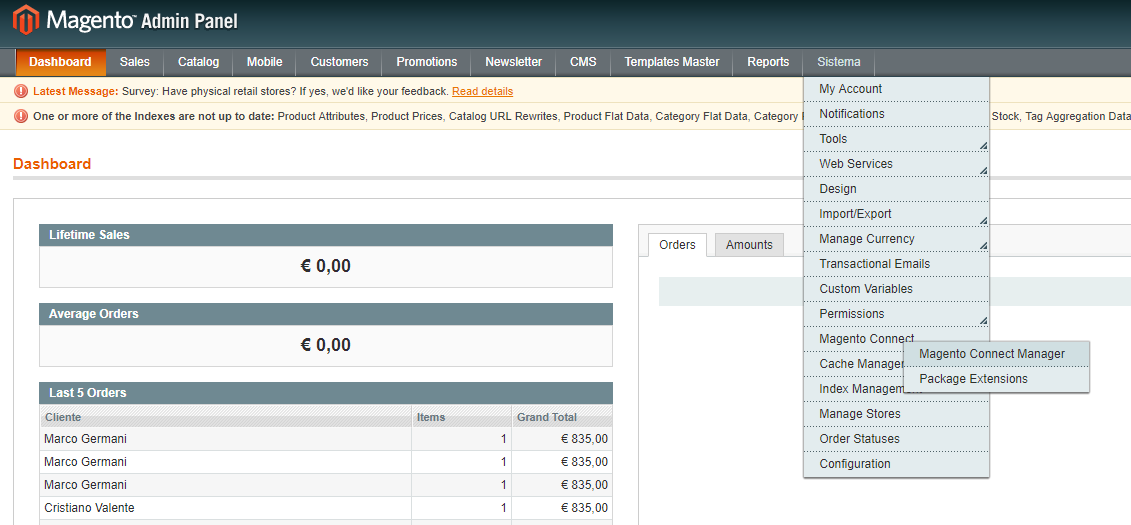 Magento Admin Panel
Dashboard Sales Catalog Mobile Customers Promotions Newsletter CMS Templates Master Reports Sistema
Latest Message: Survey: Have physical retail stores? If yes, we'd like your feedback. Read details
One or more of the Indexes are not up to date: Product Attributes, Product Prices, Catalog URL Rewrites, Product Flat Data, Category Flat Data, Category Stock, Tag Aggregation Data
My Account
Notifications
Tools
Web Services
Design
Import/Export
Manage Currency
Transactional Emails
Custom Variables
Permissions
Magento Connect
Magento Connect Manager
Package Extensions
Cache
Index
Manage Stores
Order Statuses
Configuration
Dashboard
Lifetime Sales
€ 0,00
Average Orders
€ 0,00
Last 5 Orders
Cliente Items Grand Total
Marco Germani 1 € 835,00
Marco Germani 1 € 835,00
Marco Germani 1 € 835,00
Cristiano Valente 1 € 835,00
Orders Amounts